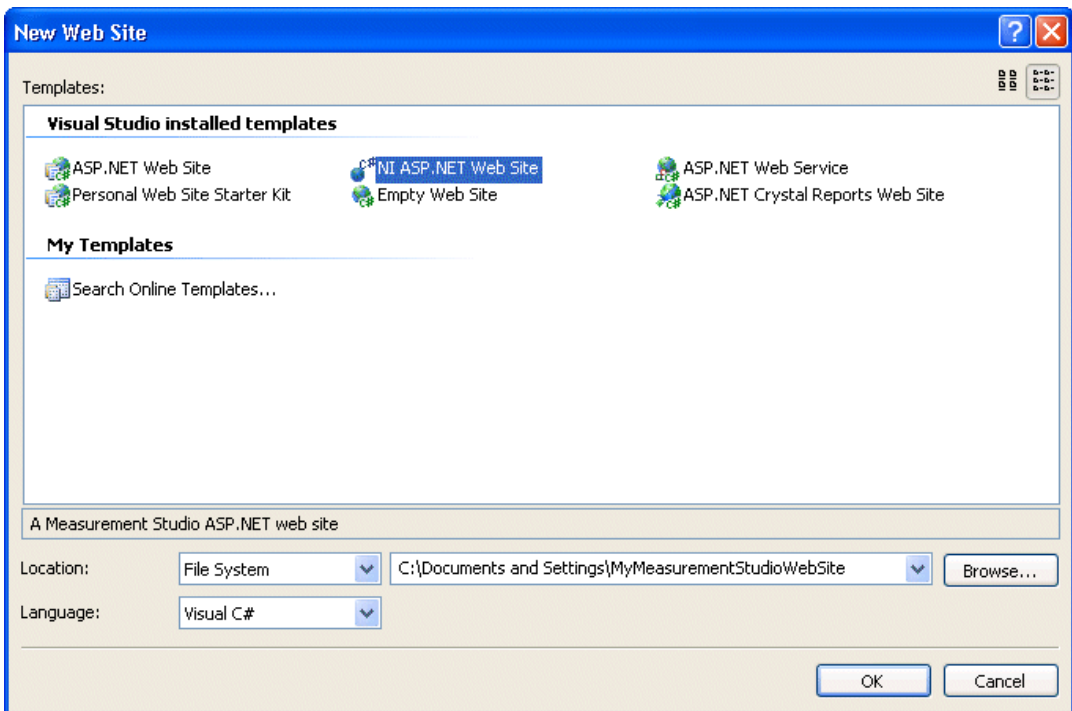 New Web Site
Templates:
Visual Studio installed templates
ASP.NET Web Site NI ASP.NET Web Site ASP.NET Web Service
Personal Web Site Starter Kit Empty Web Site ASP.NET Crystal Reports Web Site
My Templates
Search Online Templates...
A Measurement Studio ASP.NET web site
Location: File System C:\Documents and Settings\MyMeasurementStudioWebSite Browse...
Language: Visual C#
OK Cancel